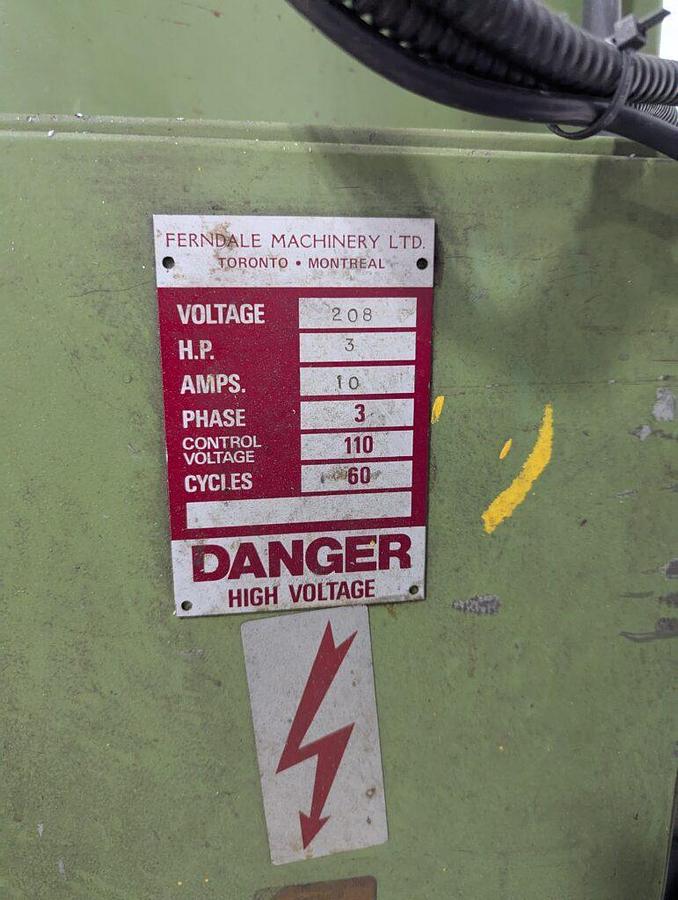 FERNDALE MACHINERY LTD.
TORONTO • MONTREAL
VOLTAGE 208
H.P. 3
AMPS. 10
PHASE 3
CONTROL VOLTAGE 110
CYCLES 60
DANGER
HIGH VOLTAGE